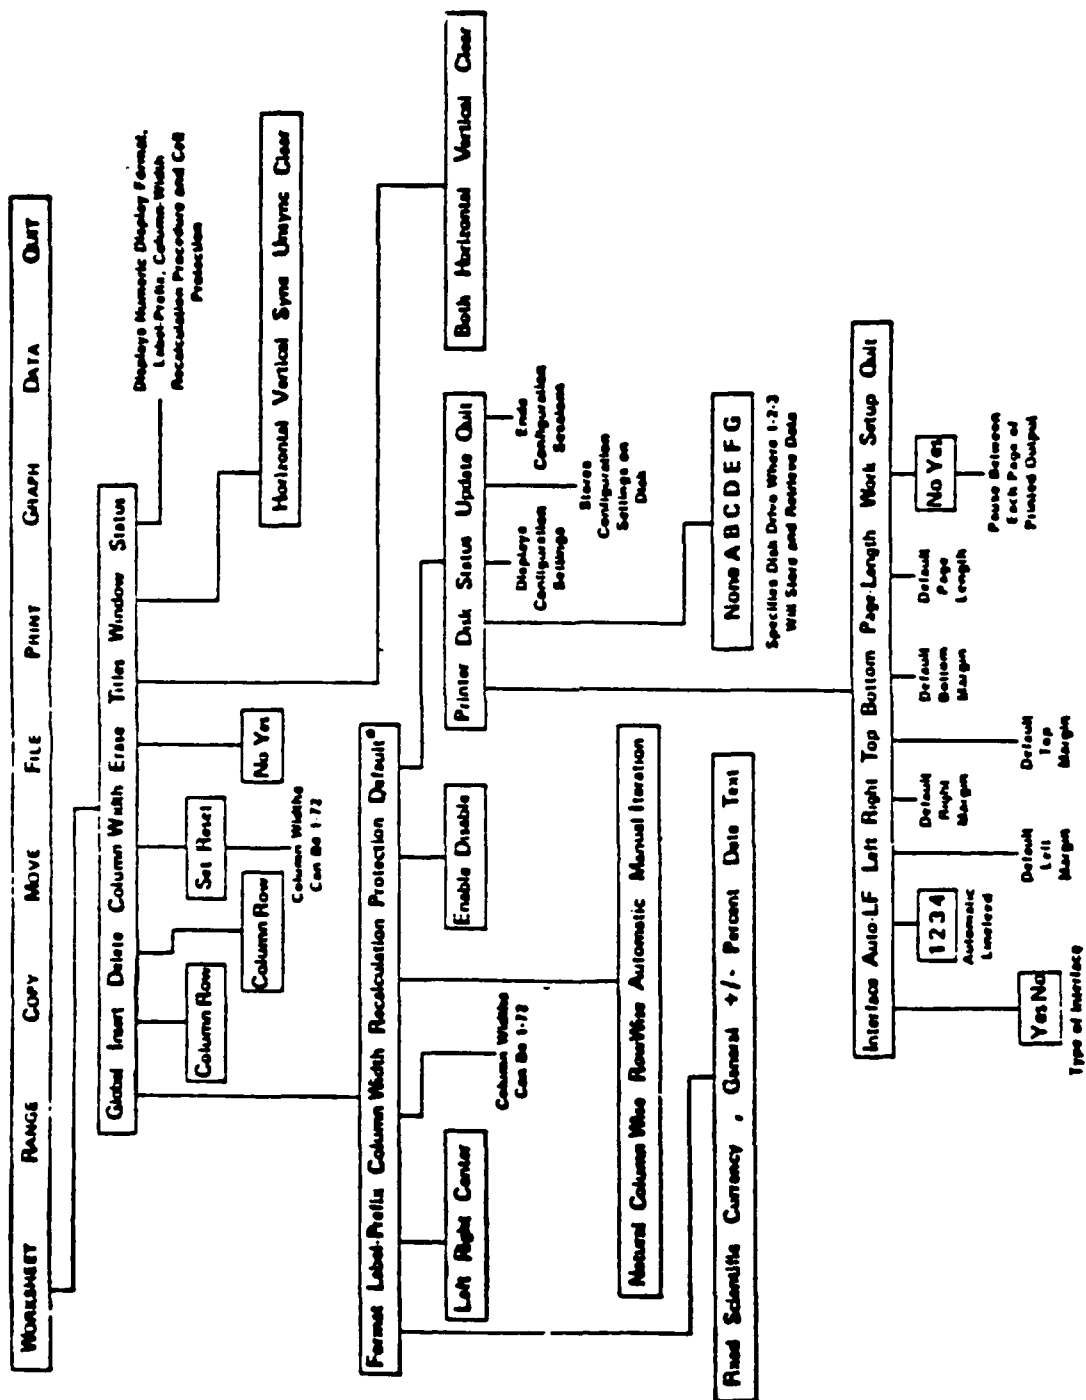 WORKSHEET RANGE COPY MOVE FILE PRINT GRAPH DATA QUIT
Global Insert Delete Column Width Erase Titles Window Status
Displays Numeric Display Format,
Label-Prefix, Column-Width
Recalculation Procedure and Cell
Protection
Column Row
Column Row
Set Reset
Column Widths
Can Be 1-72
No Yes
Horizontal Vertical Sync Unsync Clear
Format Label-Prefix Column Width Recalculation Protection Default*
Left Right Center
Column Widths
Can Be 1-72
Enable Disable
Printer Disk Status Update Quit
Displays
Configuration
Settings
Stores
Configuration
Settings on
Disk
Ends
Configuration
Sessions
Both Horizontal Vertical Clear
Natural Column Wise RowWise Automatic Manual Iteration
None A B C D E F G
Specifies Disk Drive Where 1-2-3
Will Store and Retrieve Data
Fixed Scientific Currency , General +/- Percent Date Text
Interface Auto-LF Left Right Top Bottom Page-Length Work Setup Quit
Yes No
Type of Interface
1 2 3 4
Automatic
Linefeed
Default
Left
Margin
Default
Right
Margin
Default
Top
Margin
Default
Bottom
Margin
Default
Page
Length
No Yes
Pause Between
Each Page of
Printed Output